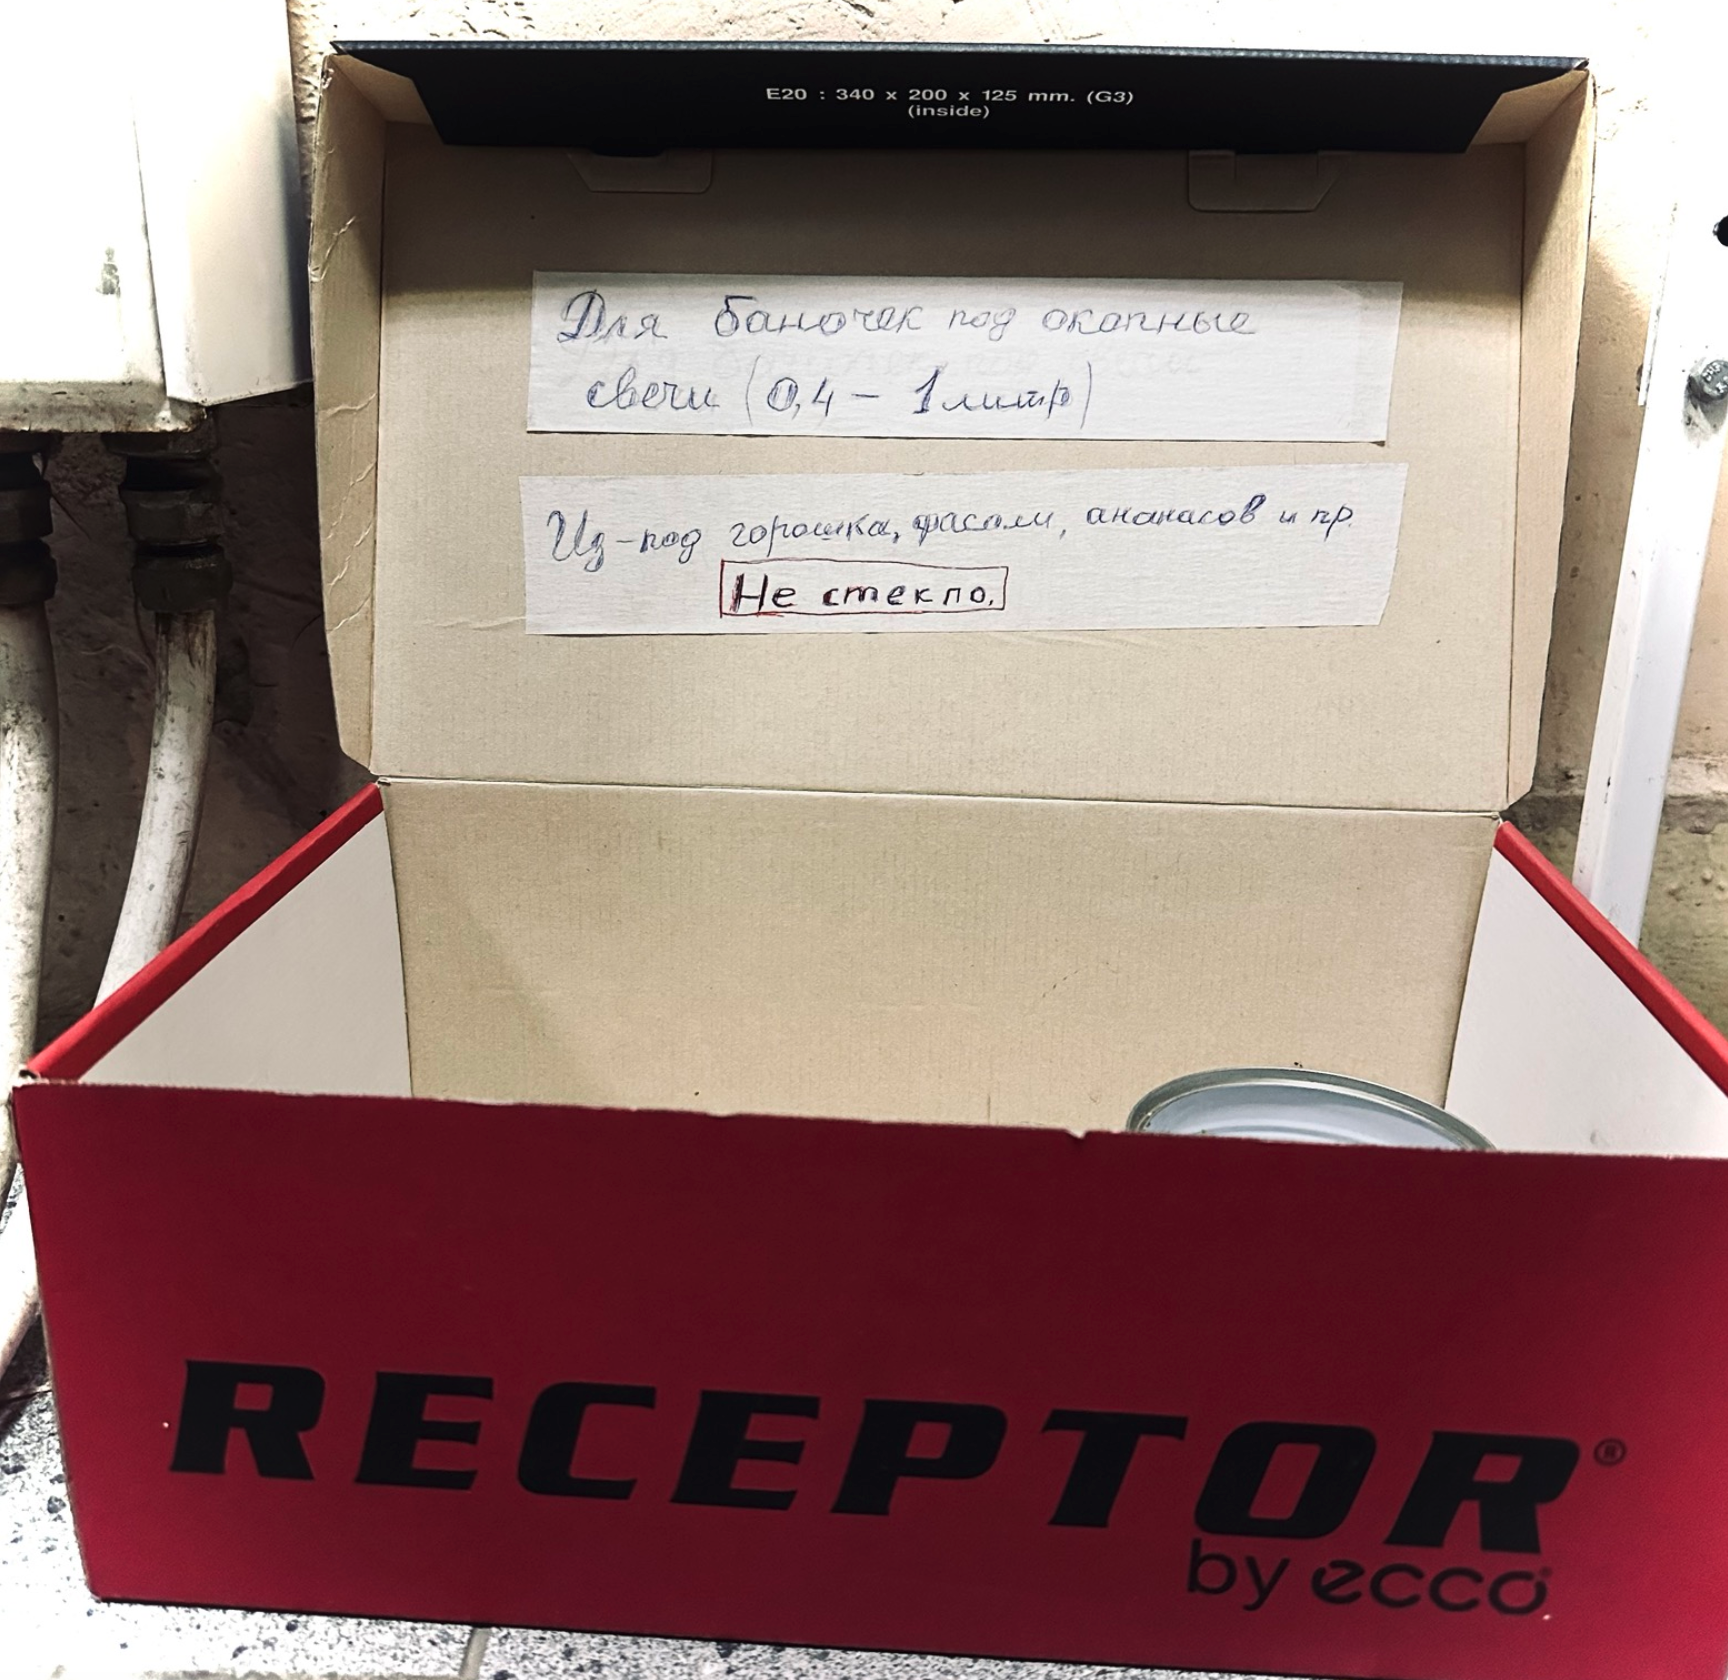 E20 : 340 x 200 x 125 mm. (G3)
(inside)
Для баночек под окопные
свечи (0,4 - 1 литр)
Из-под горошка, фасоли, ананасов и пр.
Не стекло.
RECEPTOR®
by ecco